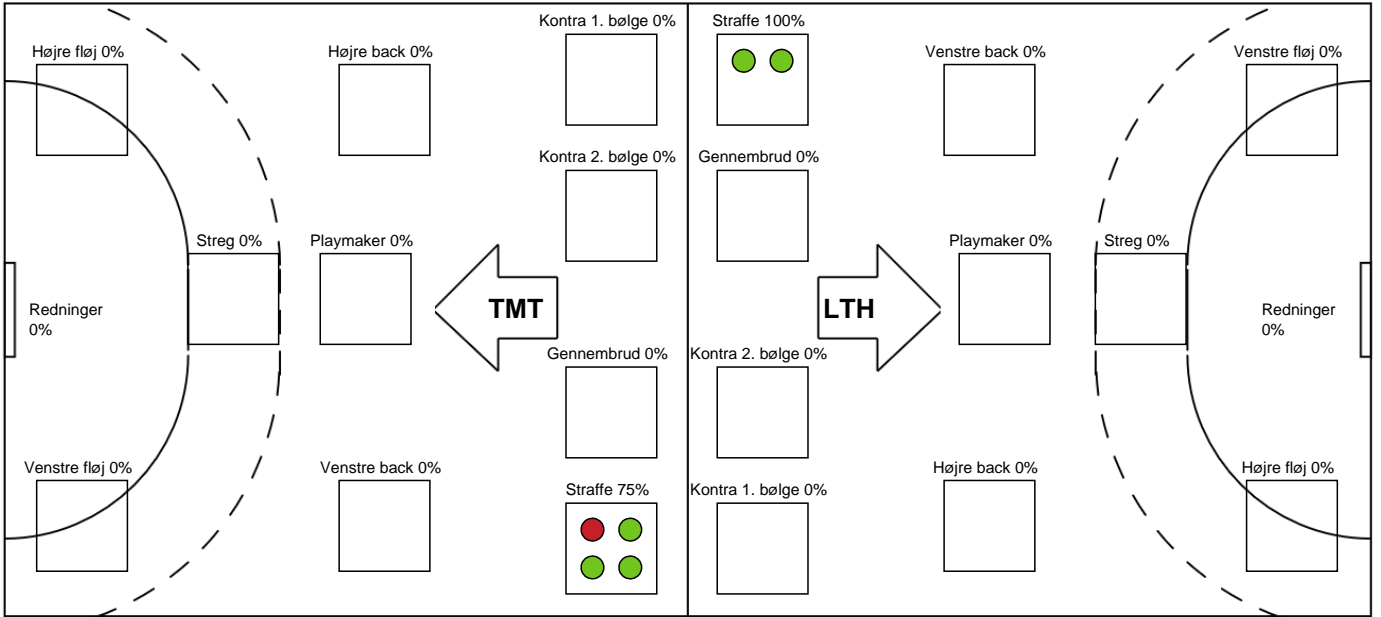 Kontra 1. bølge 0%
Straffe 100%
Højre fløj 0%
Højre back 0%
Venstre back 0%
Venstre fløj 0%
Kontra 2. bølge 0%
Gennembrud 0%
Streg 0%
Playmaker 0%
Playmaker 0%
Streg 0%
Redninger
0%
TMT
LTH
Redninger
0%
Gennembrud 0%
Kontra 2. bølge 0%
Venstre fløj 0%
Venstre back 0%
Højre back 0%
Højre fløj 0%
Straffe 75%
Kontra 1. bølge 0%